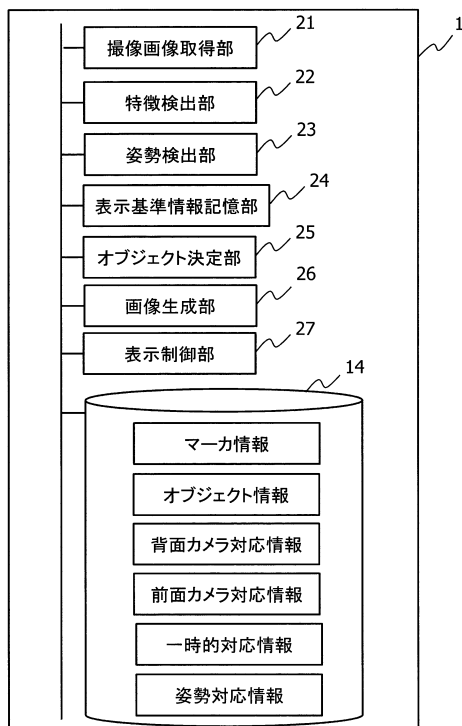 21
1
撮像画像取得部
22
特徴検出部
23
姿勢検出部
24
表示基準情報記憶部
25
オブジェクト決定部
26
画像生成部
27
表示制御部
14
マーカ情報
オブジェクト情報
背面カメラ対応情報
前面カメラ対応情報
一時的対応情報
姿勢対応情報